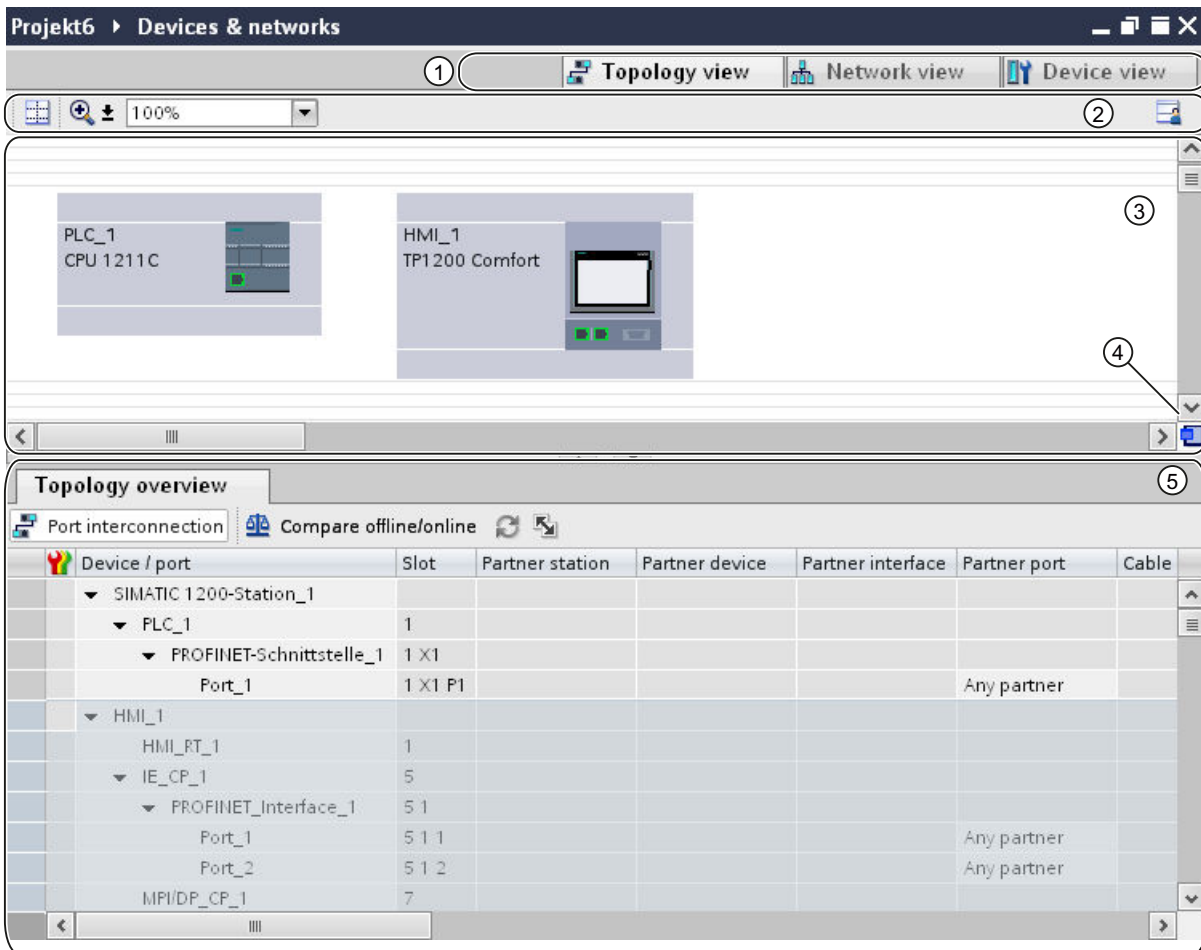 Projekt6 ▸ Devices & networks
① Topology view Network view Device view
100% ②
③
PLC_1
CPU 1211C
HMI_1
TP1200 Comfort
④
Topology overview ⑤
Port interconnection Compare offline/online
Device / port Slot Partner station Partner device Partner interface Partner port Cable
SIMATIC 1200-Station_1
PLC_1 1
PROFINET-Schnittstelle_1 1 X1
Port_1 1 X1 P1 Any partner
HMI_1
HMI_RT_1 1
IE_CP_1 5
PROFINET_Interface_1 5 1
Port_1 5 1 1 Any partner
Port_2 5 1 2 Any partner
MPI/DP_CP_1 7